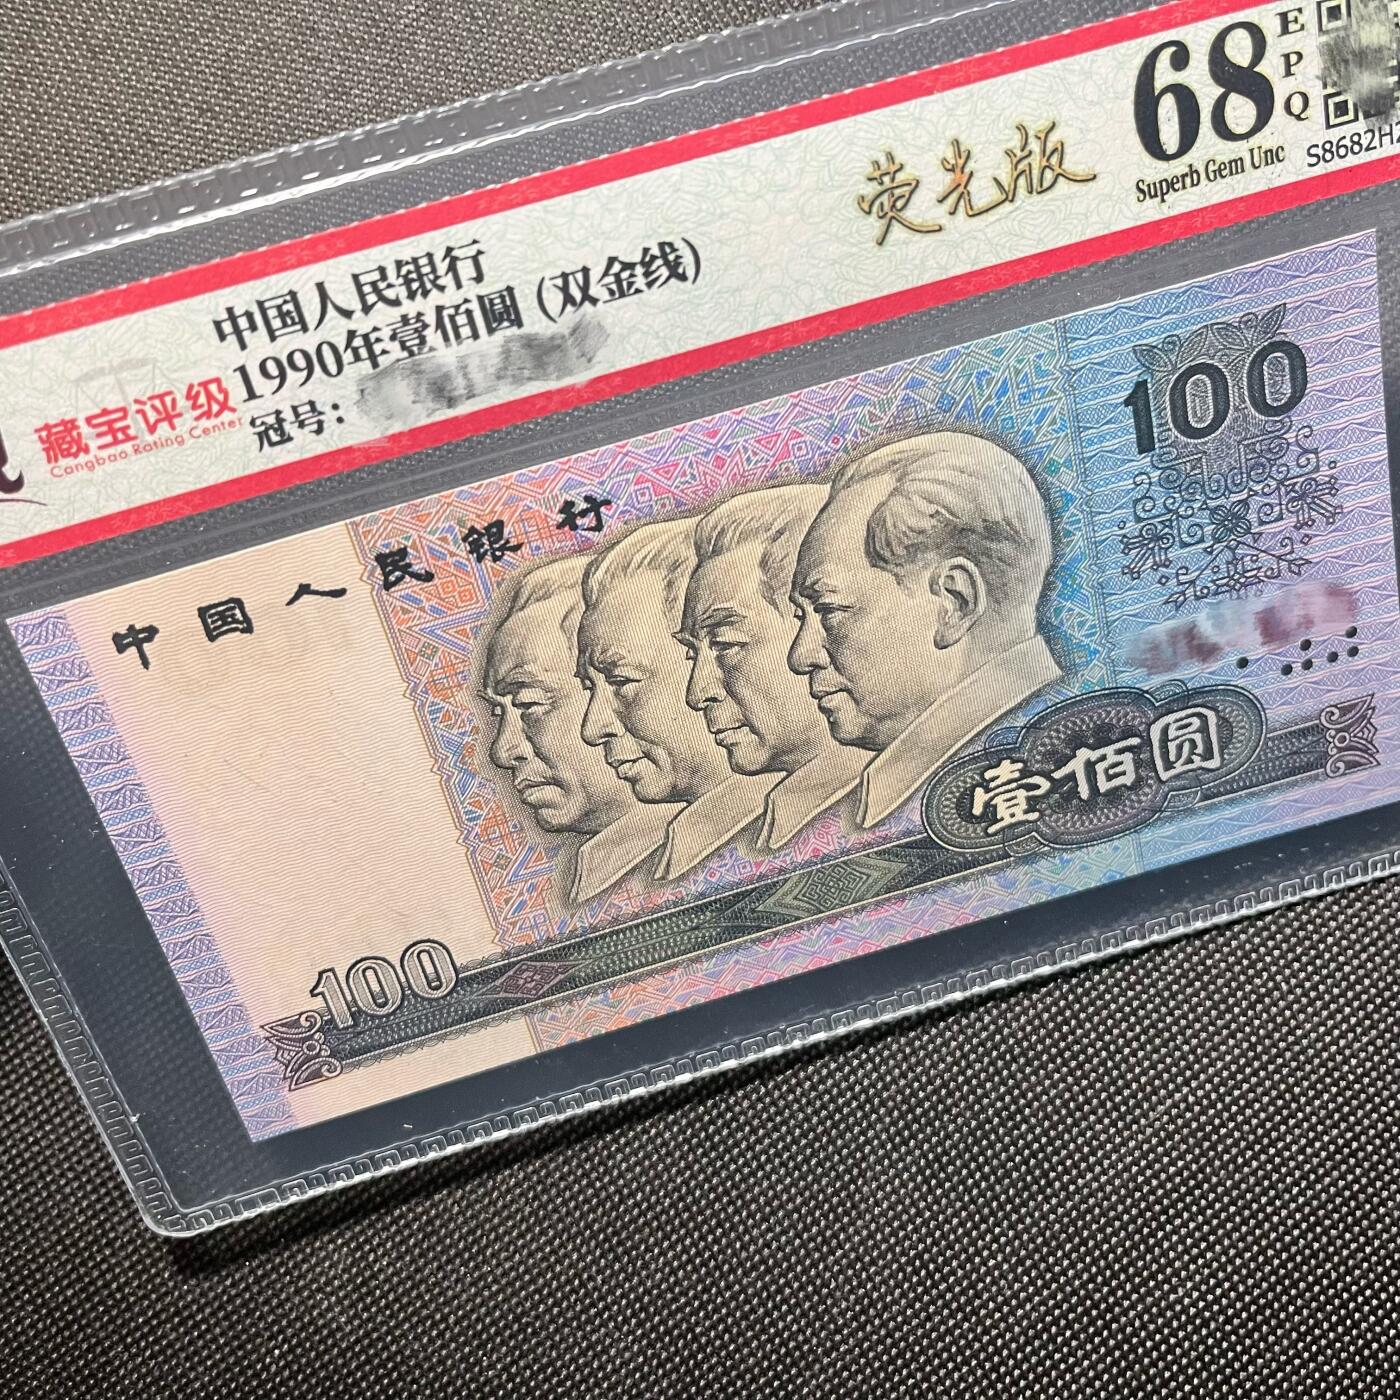 中国人民银行
1990年壹佰圆 (双金线)
冠号:
藏宝评级
Cangbao Rating Center
荧光版
68
EPQ
Superb Gem Unc
S8682H
中国人民银行
100
壹佰圆
100